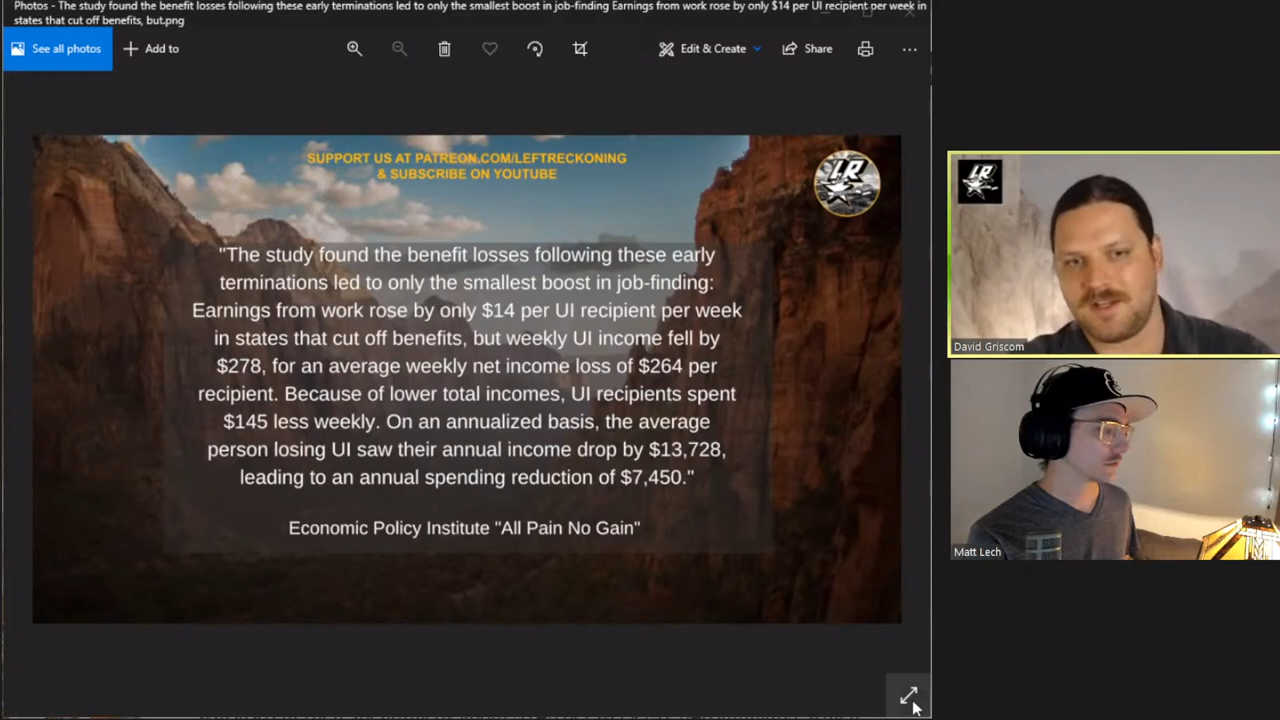 Photos - The study found the benefit losses following these early terminations led to only the smallest boost in job-finding Earnings from work rose by only $14 per UI recipient per week in
states that cut off benefits, but.png
See all photos
Add to
Edit & Create
Share
SUPPORT US AT PATREON.COM/LEFTRECKONING
& SUBSCRIBE ON YOUTUBE
LR
"The study found the benefit losses following these early
terminations led to only the smallest boost in job-finding:
Earnings from work rose by only $14 per UI recipient per week
in states that cut off benefits, but weekly UI income fell by
$278, for an average weekly net income loss of $264 per
recipient. Because of lower total incomes, UI recipients spent
$145 less weekly. On an annualized basis, the average
person losing UI saw their annual income drop by $13,728,
leading to an annual spending reduction of $7,450."
Economic Policy Institute "All Pain No Gain"
LR
David Griscom
Matt Lech